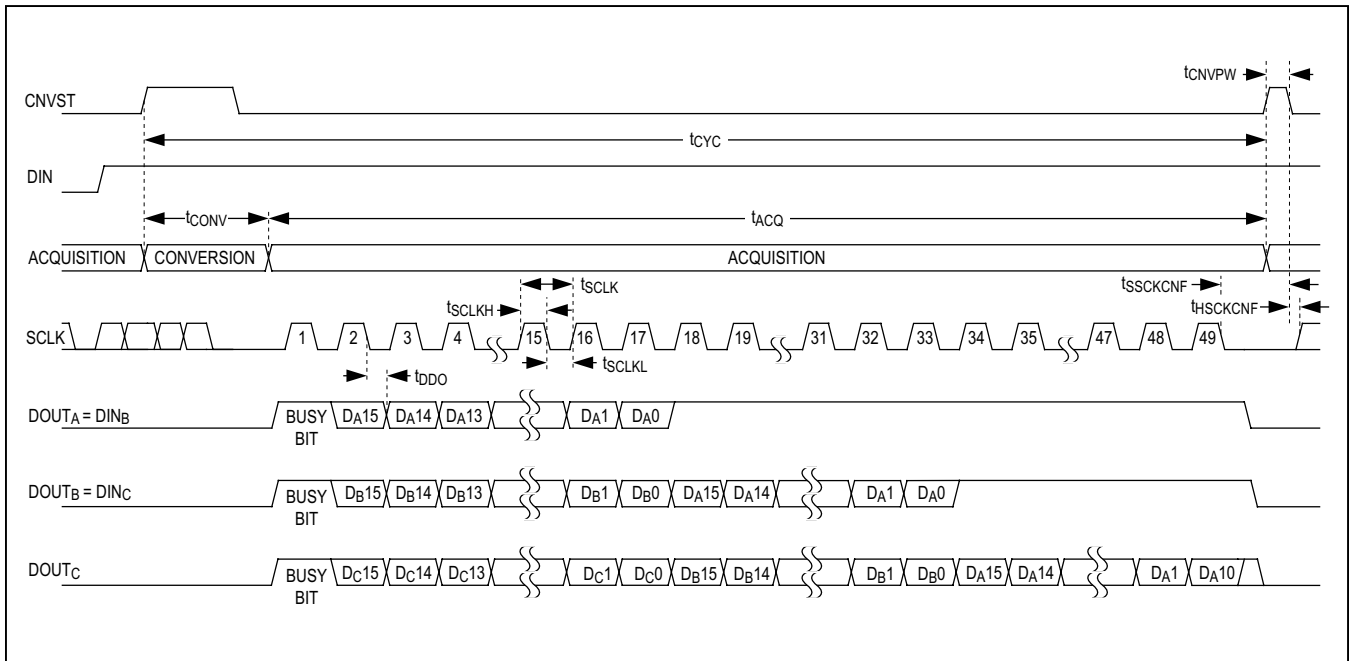 tCNVPW
CNVST
tCYC
DIN
tCONV tACQ
ACQUISITION CONVERSION ACQUISITION
tSCLK tSSCKCNF
tSCLKH tHSCKCNF
SCLK 1 2 3 4 15 16 17 18 19 31 32 33 34 35 47 48 49
tDDO tSCLKL
DOUTA = DINB BUSY BIT DA15 DA14 DA13 DA1 DA0
DOUTB = DINC BUSY BIT DB15 DB14 DB13 DB1 DB0 DA15 DA14 DA1 DA0
DOUTC BUSY BIT DC15 DC14 DC13 DC1 DC0 DB15 DB14 DB1 DB0 DA15 DA14 DA1 DA10